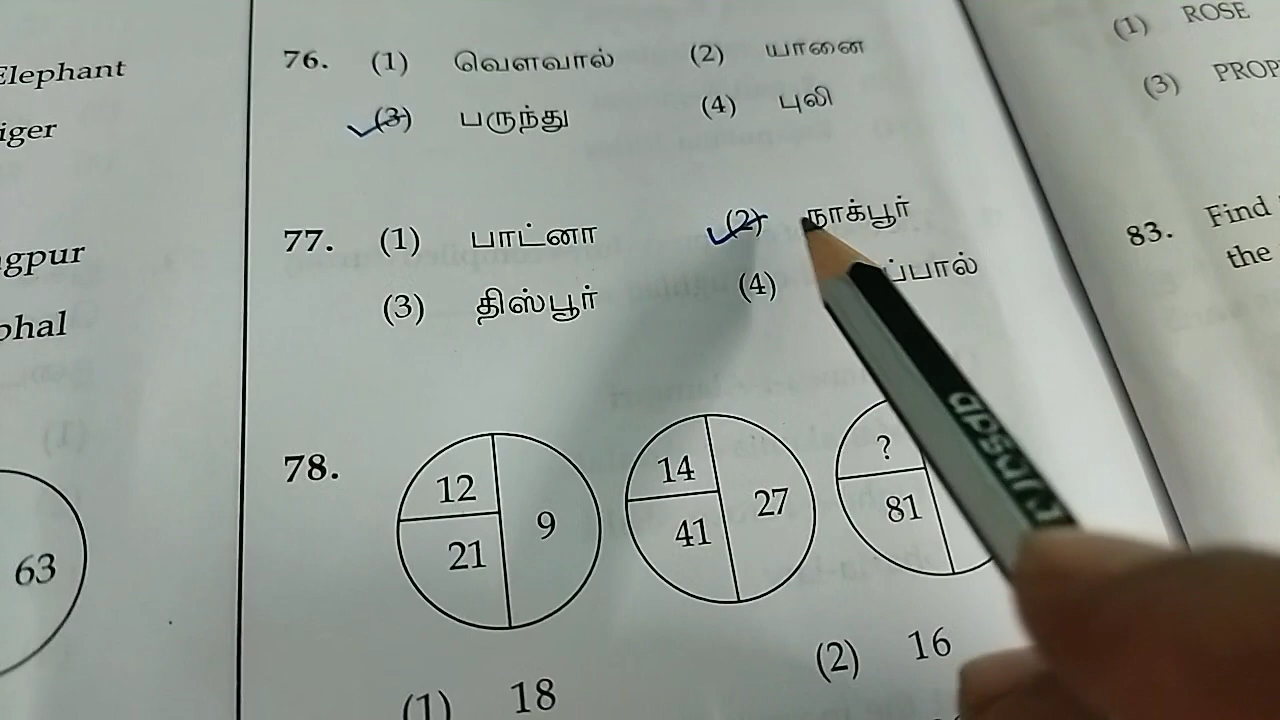 Elephant
iger
gpur
phal
63
76. (1) வௌவால் (2) யானை
(3) பருந்து (4) புலி
77. (1) பாட்னா (2) நாக்பூர்
(3) திஸ்பூர் (4) ப்பால்
78. 12 21 9 14 41 27 ? 81
(1) 18 (2) 16
(1) ROSE
(3) PROP
83. Find
the
apsara